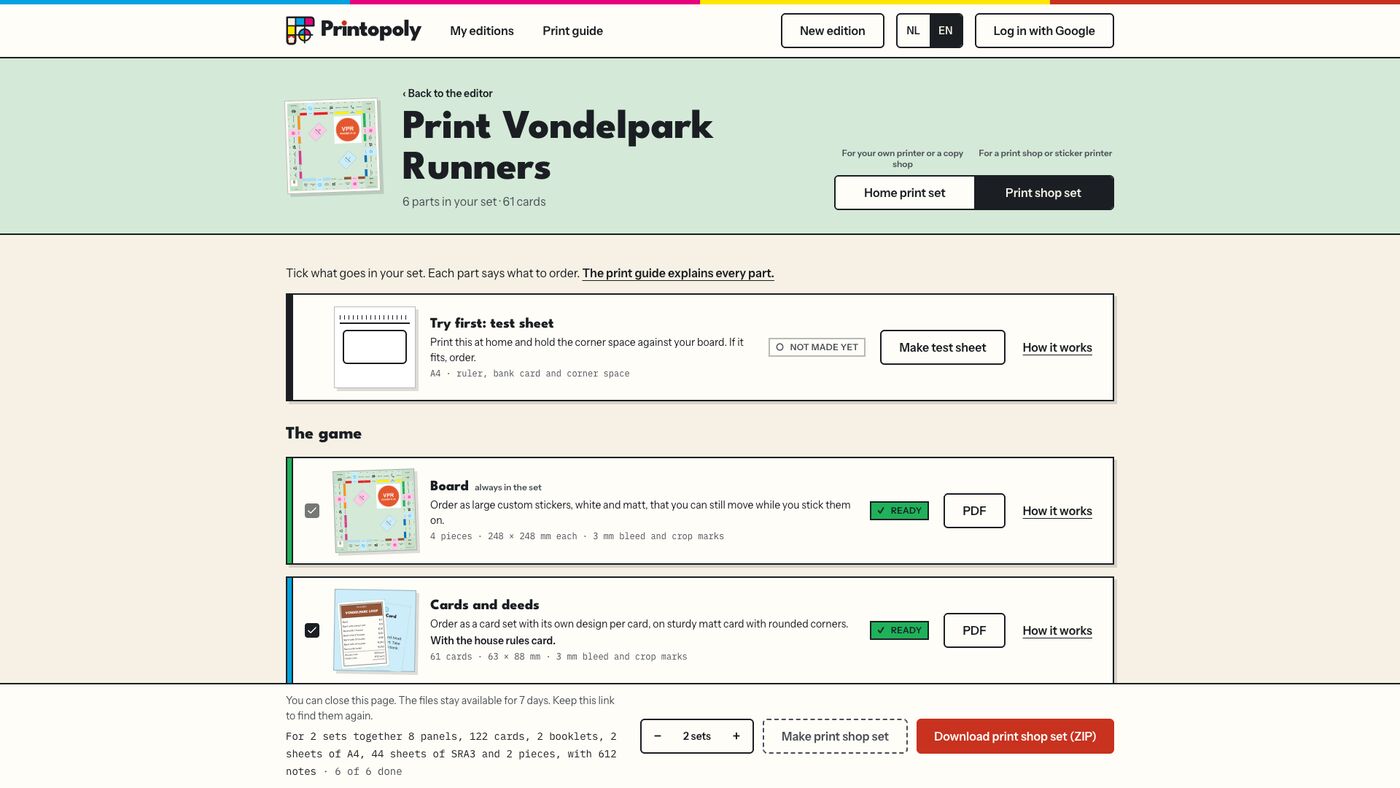 Printopoly
My editions
Print guide
New edition
NL
EN
Log in with Google
‹ Back to the editor
Print Vondelpark
Runners
6 parts in your set · 61 cards
For your own printer or a copy
shop
For a print shop or sticker printer
Home print set
Print shop set
VPR
Tick what goes in your set. Each part says what to order. The print guide explains every part.
Try first: test sheet
Print this at home and hold the corner space against your board. If it
fits, order.
A4 · ruler, bank card and corner space
NOT MADE YET
Make test sheet
How it works
The game
VPR
Board always in the set
Order as large custom stickers, white and matt, that you can still move while you stick them
on.
4 pieces · 248 × 248 mm each · 3 mm bleed and crop marks
READY
PDF
How it works
VONDELPARK LOOP
Card
Cards and deeds
Order as a card set with its own design per card, on sturdy matt card with rounded corners.
With the house rules card.
61 cards · 63 × 88 mm · 3 mm bleed and crop marks
READY
PDF
How it works
You can close this page. The files stay available for 7 days. Keep this link
to find them again.
For 2 sets together 8 panels, 122 cards, 2 booklets, 2
sheets of A4, 44 sheets of SRA3 and 2 pieces, with 612
notes · 6 of 6 done
− 2 sets +
Make print shop set
Download print shop set (ZIP)